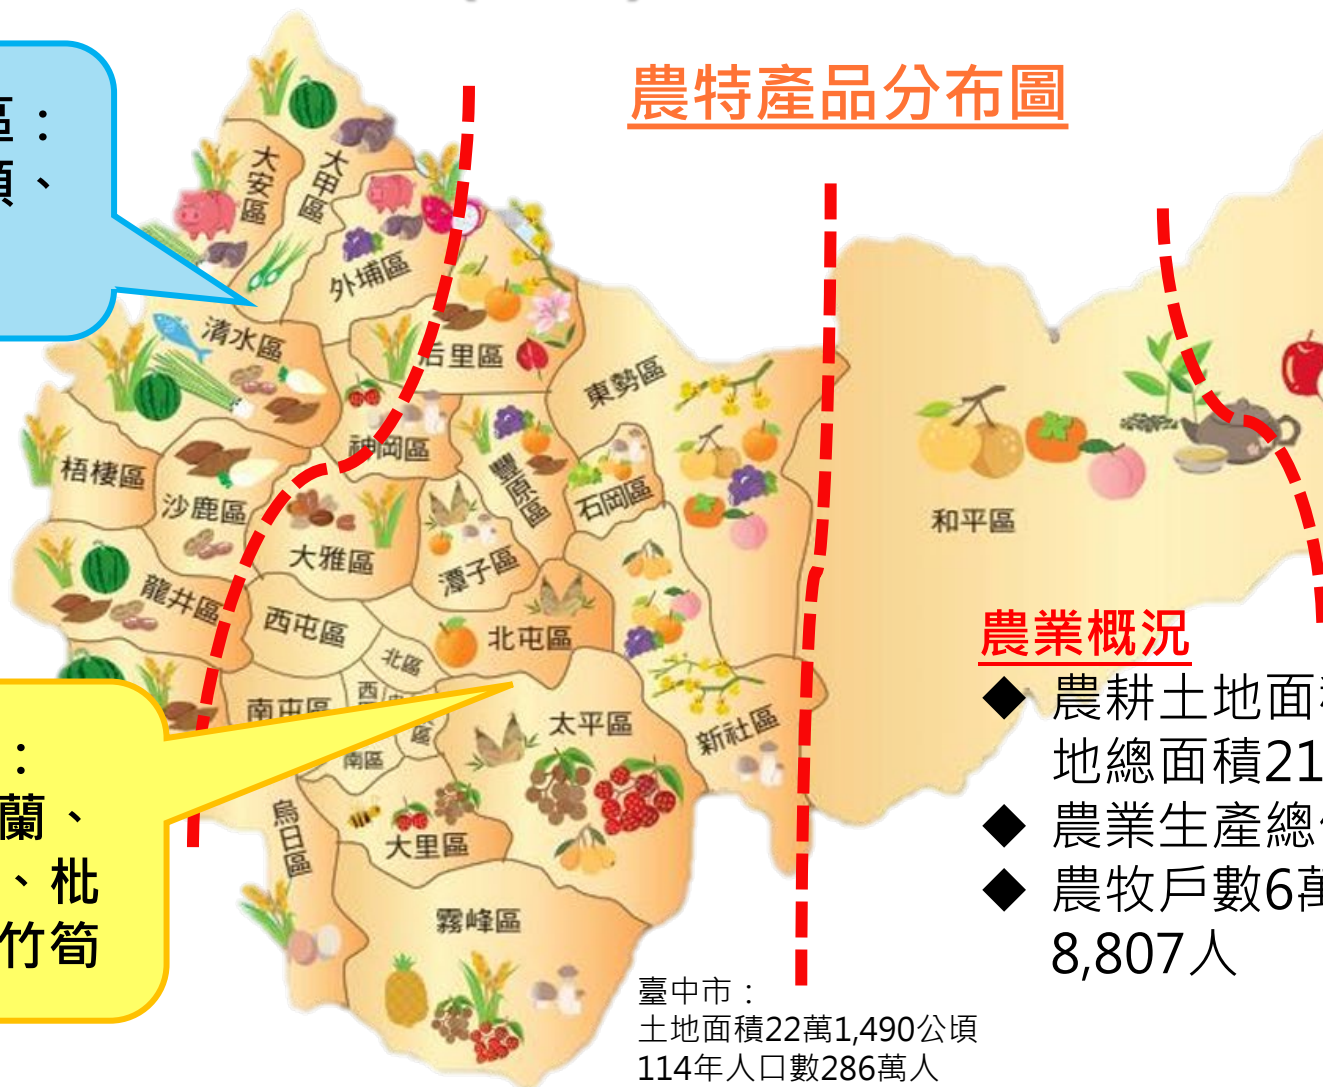 農特產品分布圖
區：
類、
大安區
大甲區
外埔區
清水區
后里區
東勢區
神岡區
豐原區
石岡區
梧棲區
沙鹿區
大雅區
潭子區
和平區
龍井區
西屯區
北屯區
北區
南屯區
西
區
南區
太平區
新社區
烏日區
大里區
霧峰區
：
蘭、
、枇
竹筍
農業概況
◆ 農耕土地面
地總面積21
◆ 農業生產總
◆ 農牧戶數6萬
8,807人
臺中市：
土地面積22萬1,490公頃
114年人口數286萬人